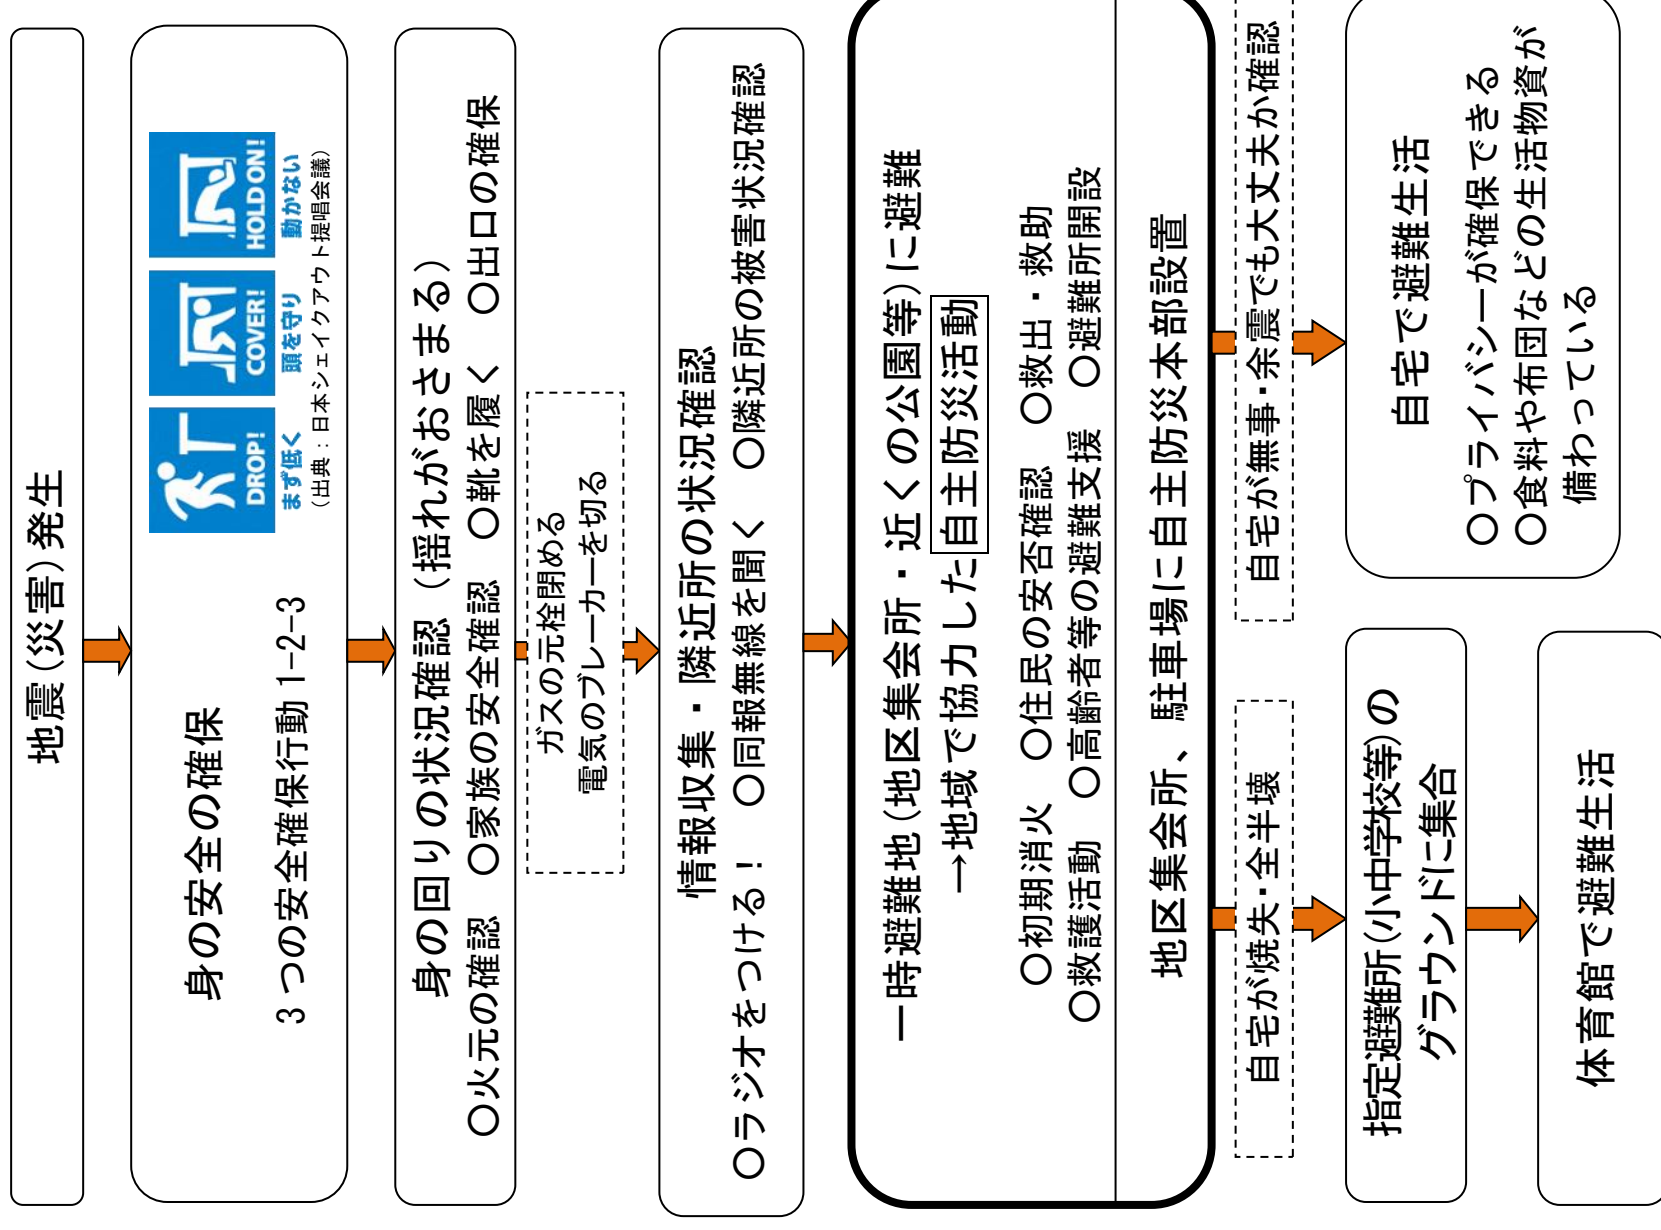 地震(災害)発生
身の安全の確保
3 つの安全確保行動 1-2-3
DROP!
まず低く
COVER!
頭を守り
HOLD ON!
動かない
(出典：日本シェイクアウト提唱会議)
身の回りの状況確認（揺れがおさまる）
○火元の確認　○家族の安全確認　○靴を履く　○出口の確保
ガスの元栓閉める
電気のブレーカーを切る
情報収集・隣近所の状況確認
○ラジオをつける！　○同報無線を聞く　○隣近所の被害状況確認
一時避難地(地区集会所・近くの公園等)に避難
→地域で協力した自主防災活動
○初期消火　○住民の安否確認　○救出・救助
○救護活動　○高齢者等の避難支援　○避難所開設
地区集会所、駐車場に自主防災本部設置
自宅が焼失・全半壊
指定避難所(小中学校等)の
グラウンドに集合
体育館で避難生活
自宅が無事・余震でも大丈夫か確認
自宅で避難生活
○プライバシーが確保できる
○食料や布団などの生活物資が
備わっている